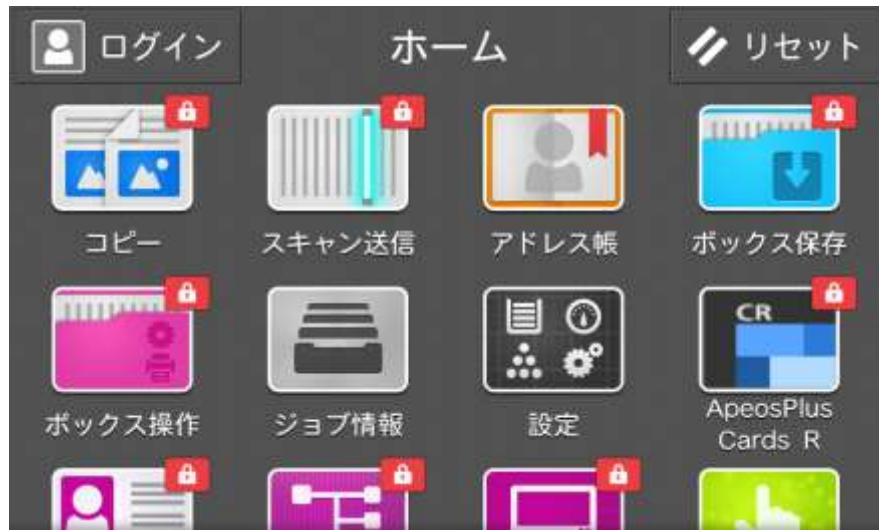 ログイン
ホーム
リセット
コピー
スキャン送信
アドレス帳
ボックス保存
CR
ボックス操作
ジョブ情報
設定
ApeosPlus
Cards R